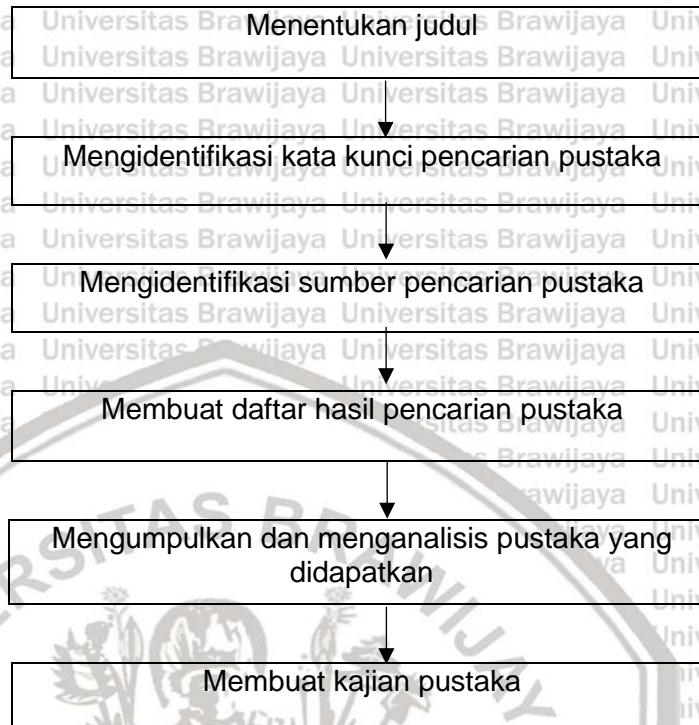 Menentukan judul
Mengidentifikasi kata kunci pencarian pustaka
Mengidentifikasi sumber pencarian pustaka
Membuat daftar hasil pencarian pustaka
Mengumpulkan dan menganalisis pustaka yang
didapatkan
Membuat kajian pustaka